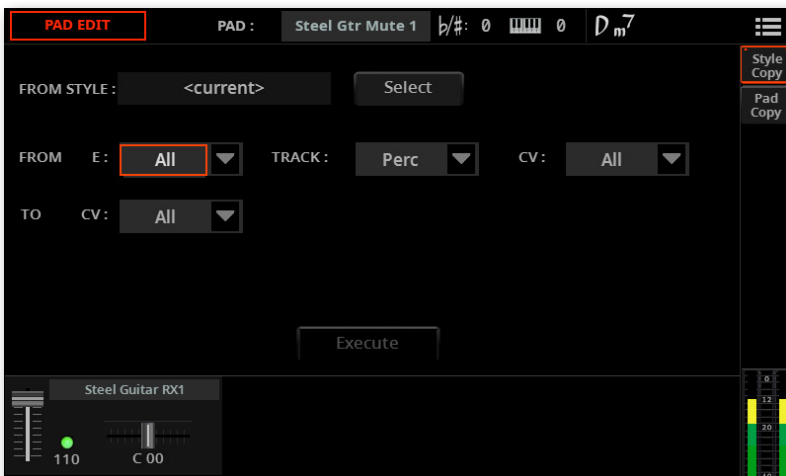 PAD EDIT PAD : Steel Gtr Mute 1 ♭/#: 0 0 Dm7
Style
Copy
FROM STYLE : <current> Select
Pad
Copy
FROM E : All TRACK : Perc CV : All
TO CV : All
Execute
Steel Guitar RX1
0
12
20
110 C 00
40